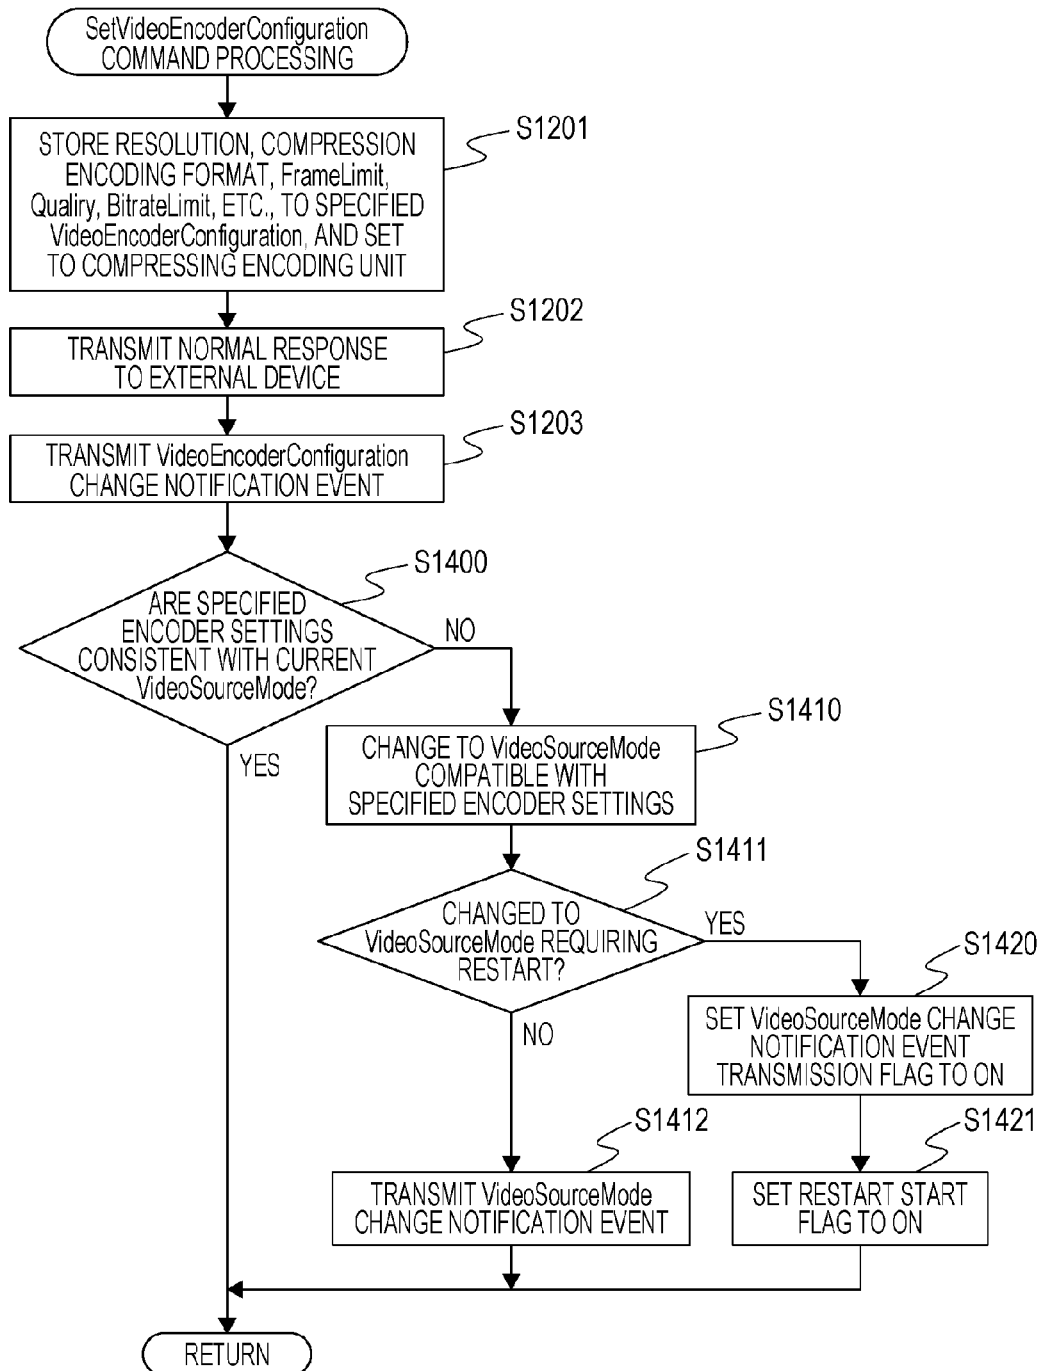 SetVideoEncoderConfiguration
COMMAND PROCESSING
S1201
STORE RESOLUTION, COMPRESSION
ENCODING FORMAT, FrameLimit,
Qualiry, BitrateLimit, ETC., TO SPECIFIED
VideoEncoderConfiguration, AND SET
TO COMPRESSING ENCODING UNIT
S1202
TRANSMIT NORMAL RESPONSE
TO EXTERNAL DEVICE
S1203
TRANSMIT VideoEncoderConfiguration
CHANGE NOTIFICATION EVENT
S1400
ARE SPECIFIED
ENCODER SETTINGS
CONSISTENT WITH CURRENT
VideoSourceMode?
NO
YES
S1410
CHANGE TO VideoSourceMode
COMPATIBLE WITH
SPECIFIED ENCODER SETTINGS
S1411
CHANGED TO
VideoSourceMode REQUIRING
RESTART?
YES
NO
S1420
SET VideoSourceMode CHANGE
NOTIFICATION EVENT
TRANSMISSION FLAG TO ON
S1412
TRANSMIT VideoSourceMode
CHANGE NOTIFICATION EVENT
S1421
SET RESTART START
FLAG TO ON
RETURN